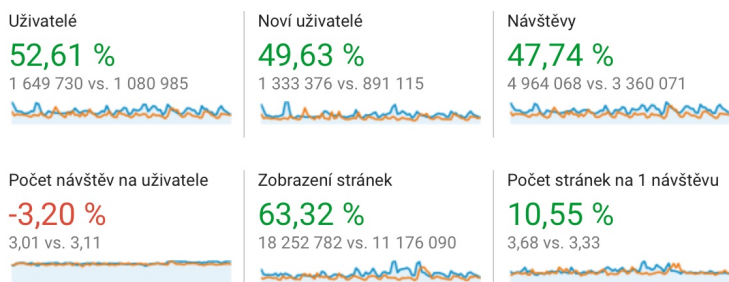 Uživatelé
52,61 %
1 649 730 vs. 1 080 985
Noví uživatelé
49,63 %
1 333 376 vs. 891 115
Návštěvy
47,74 %
4 964 068 vs. 3 360 071
Počet návštěv na uživatele
-3,20 %
3,01 vs. 3,11
Zobrazení stránek
63,32 %
18 252 782 vs. 11 176 090
Počet stránek na 1 návštěvu
10,55 %
3,68 vs. 3,33